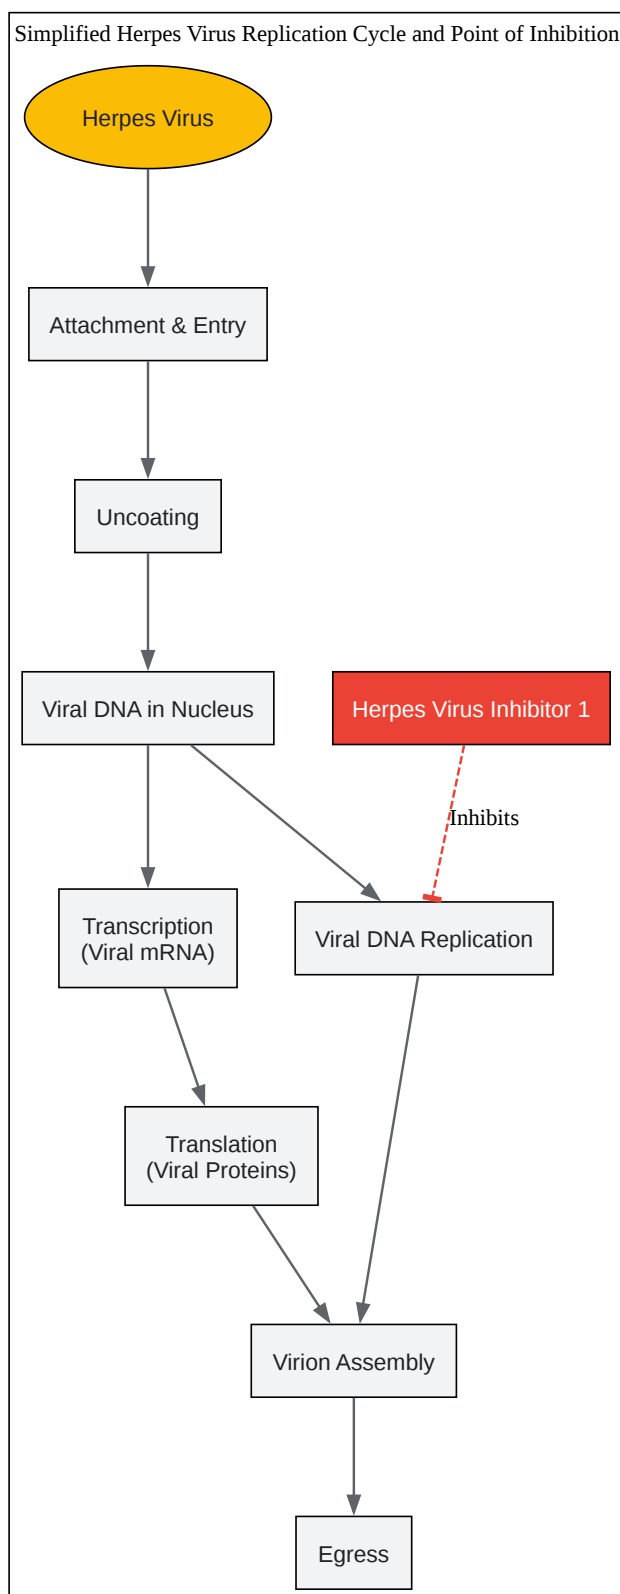 Simplified Herpes Virus Replication Cycle and Point of Inhibition
Herpes Virus
Attachment & Entry
Uncoating
Viral DNA in Nucleus
Herpes Virus Inhibitor 1
Inhibits
Transcription
(Viral mRNA)
Viral DNA Replication
Translation
(Viral Proteins)
Virion Assembly
Egress